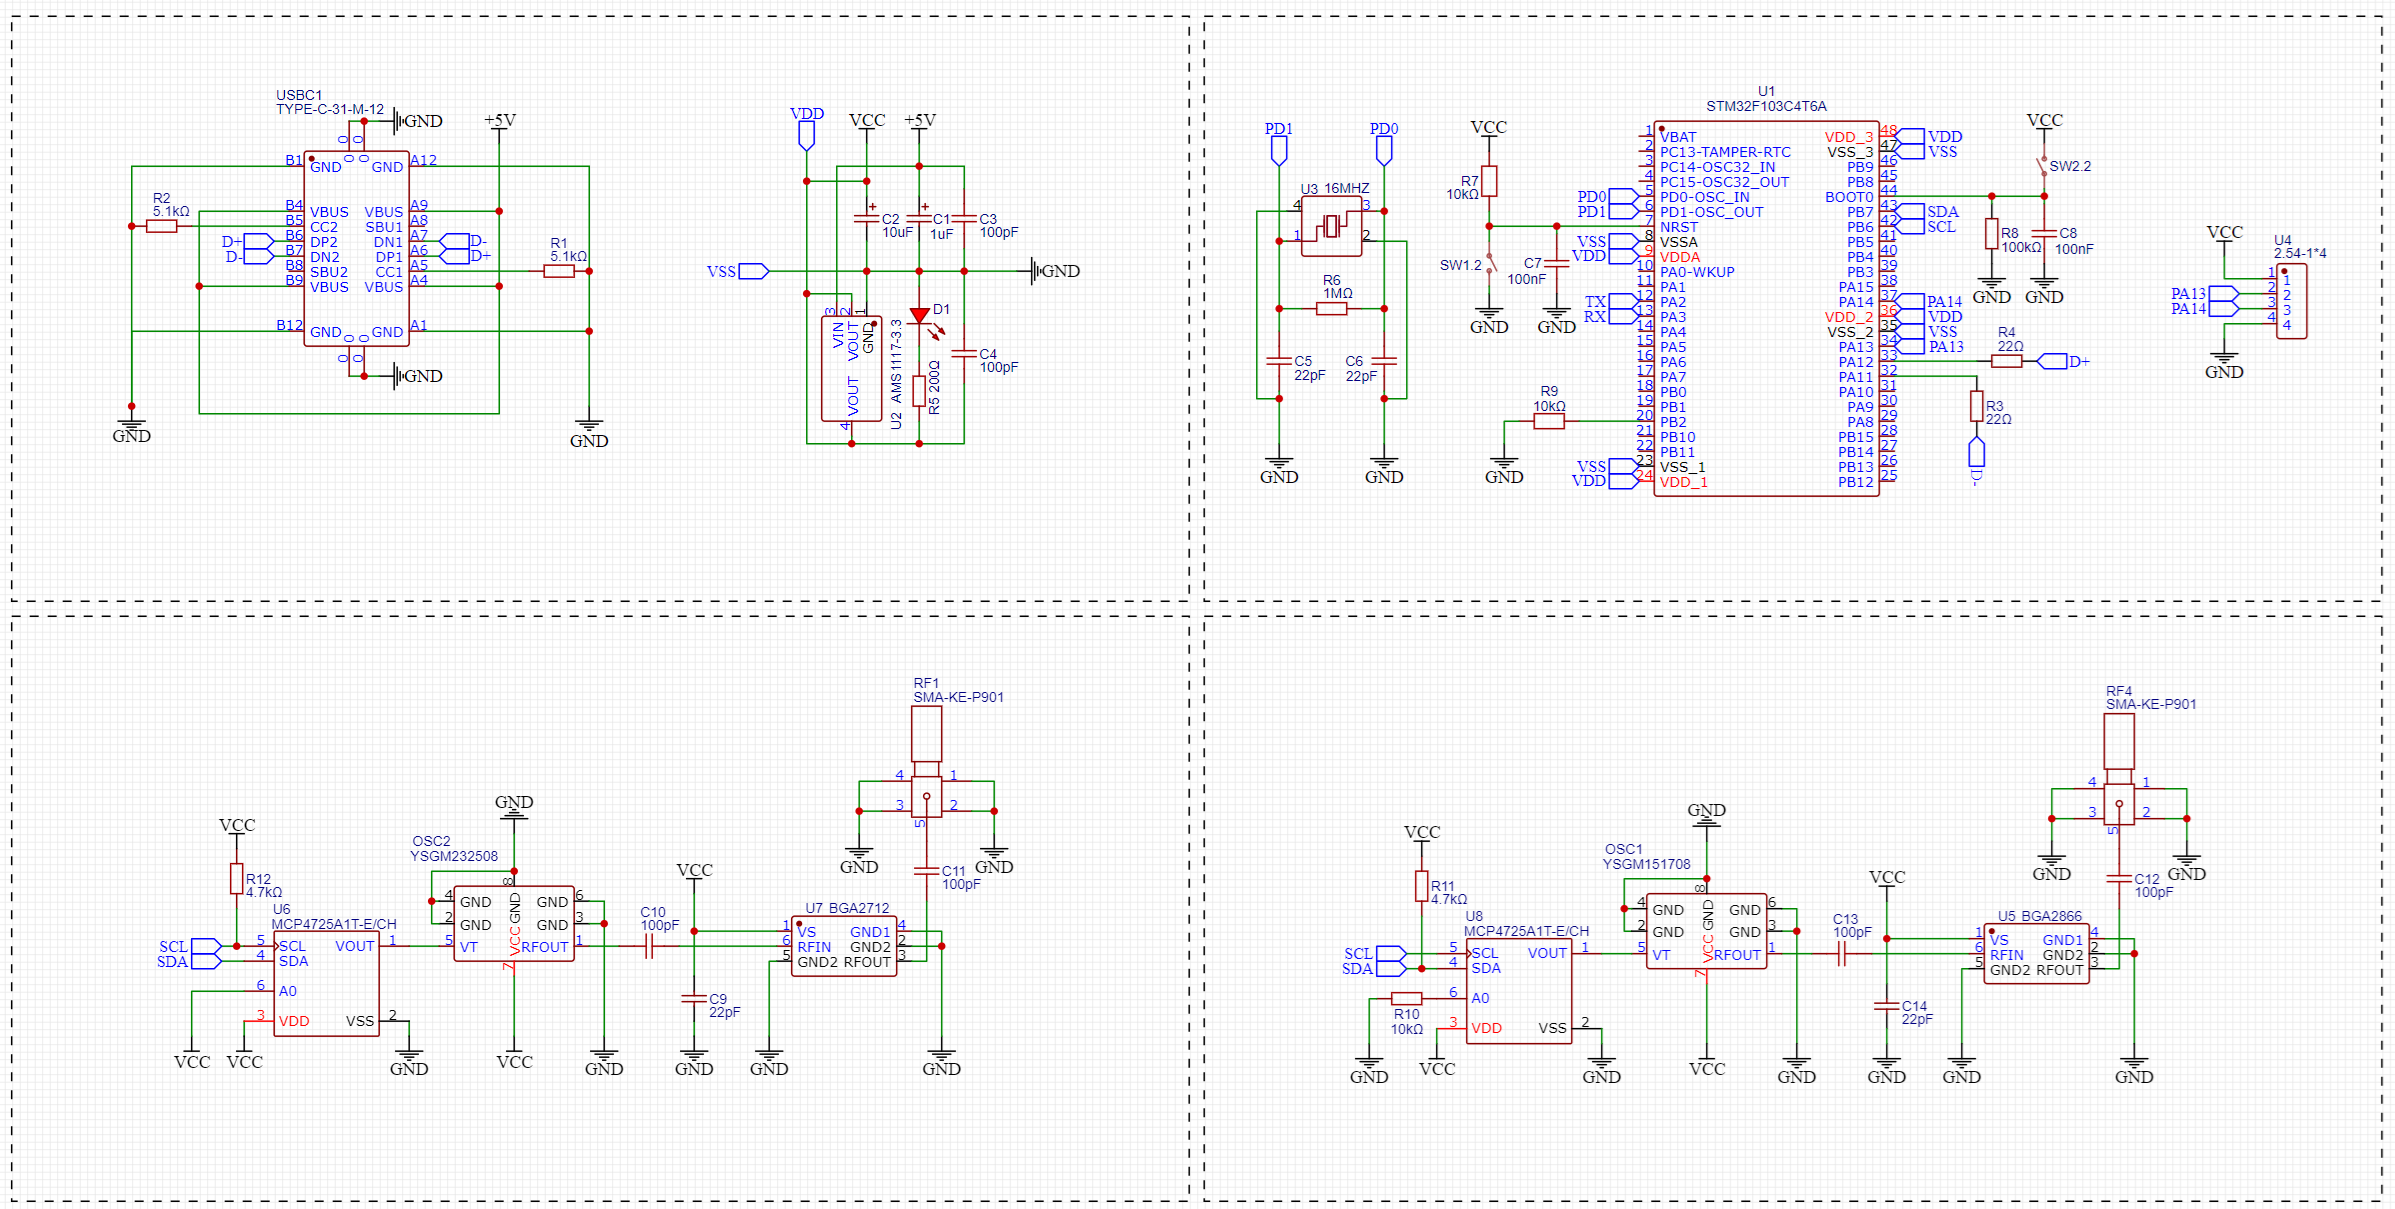 USBC1
TYPE-C-31-M-12
GND
+5V
0 0
0 0
B1 GND GND A12
R2
5.1kΩ
B4 VBUS VBUS A9
B5 CC2 SBU1 A8
D+ B6 DP2 DN1 A7 D-
D- B7 DN2 DP1 A6 D+
B8 SBU2 CC1 A5
B9 VBUS VBUS A4
R1
5.1kΩ
B12 GND GND A1
0 0
0 0
GND
GND
GND
VDD
VCC
+5V
C2
10uF
C1
1uF
C3
100pF
VSS
GND
3 2 1
VIN
VOUT
GND
VOUT
4
U2 AMS1117-3.3
D1
R5 200Ω
C4
100pF
PD1
PD0
U3 16MHZ
4 3
1 2
R6
1MΩ
C5
22pF
C6
22pF
GND
GND
VCC
R7
10kΩ
SW1.2
C7
100nF
GND
GND
R9
10kΩ
GND
U1
STM32F103C4T6A
1 VBAT
2 PC13-TAMPER-RTC
3 PC14-OSC32_IN
4 PC15-OSC32_OUT
PD0 5 PD0-OSC_IN
PD1 6 PD1-OSC_OUT
7 NRST
VSS 8 VSSA
VDD 9 VDDA
10 PA0-WKUP
11 PA1
TX 12 PA2
RX 13 PA3
14 PA4
15 PA5
16 PA6
17 PA7
18 PB0
19 PB1
20 PB2
21 PB10
22 PB11
VSS 23 VSS_1
VDD 24 VDD_1
VDD_3 48 VDD
VSS_3 47 VSS
PB9 46
PB8 45
BOOT0 44
PB7 43 SDA
PB6 42 SCL
PB5 41
PB4 40
PB3 39
PA15 38
PA14 37 PA14
VDD_2 36 VDD
VSS_2 35 VSS
PA13 34 PA13
PA12 33
PA11 32
PA10 31
PA9 30
PA8 29
PB15 28
PB14 27
PB13 26
PB12 25
VCC
SW2.2
R8
100kΩ
C8
100nF
GND
GND
R4
22Ω
D+
R3
22Ω
D-
VCC
U4
2.54-1*4
1 1
PA13 2 2
PA14 3 3
4 4
GND
RF1
SMA-KE-P901
4 1
3 2
5
GND
GND
C11
100pF
VCC
R12
4.7kΩ
U6
MCP4725A1T-E/CH
SCL 5 SCL VOUT 1
SDA 4 SDA
6 A0
3 VDD VSS 2
VCC
VCC
GND
GND
OSC2
YSGM232508
8
4 GND GND GND 6
2 GND GND 3
5 VT VCC RFOUT 1
7
VCC
GND
C10
100pF
VCC
C9
22pF
GND
U7 BGA2712
1 VS GND1 4
6 RFIN GND2 2
5 GND2 RFOUT 3
GND
GND
RF4
SMA-KE-P901
4 1
3 2
5
GND
GND
C12
100pF
VCC
R11
4.7kΩ
U8
MCP4725A1T-E/CH
SCL 5 SCL VOUT 1
SDA 4 SDA
6 A0
R10
10kΩ
3 VDD VSS 2
GND
VCC
GND
GND
OSC1
YSGM151708
8
4 GND GND GND 6
2 GND GND 3
5 VT VCC RFOUT 1
7
VCC
GND
C13
100pF
VCC
C14
22pF
GND
U5 BGA2866
1 VS GND1 4
6 RFIN GND2 2
5 GND2 RFOUT 3
GND
GND